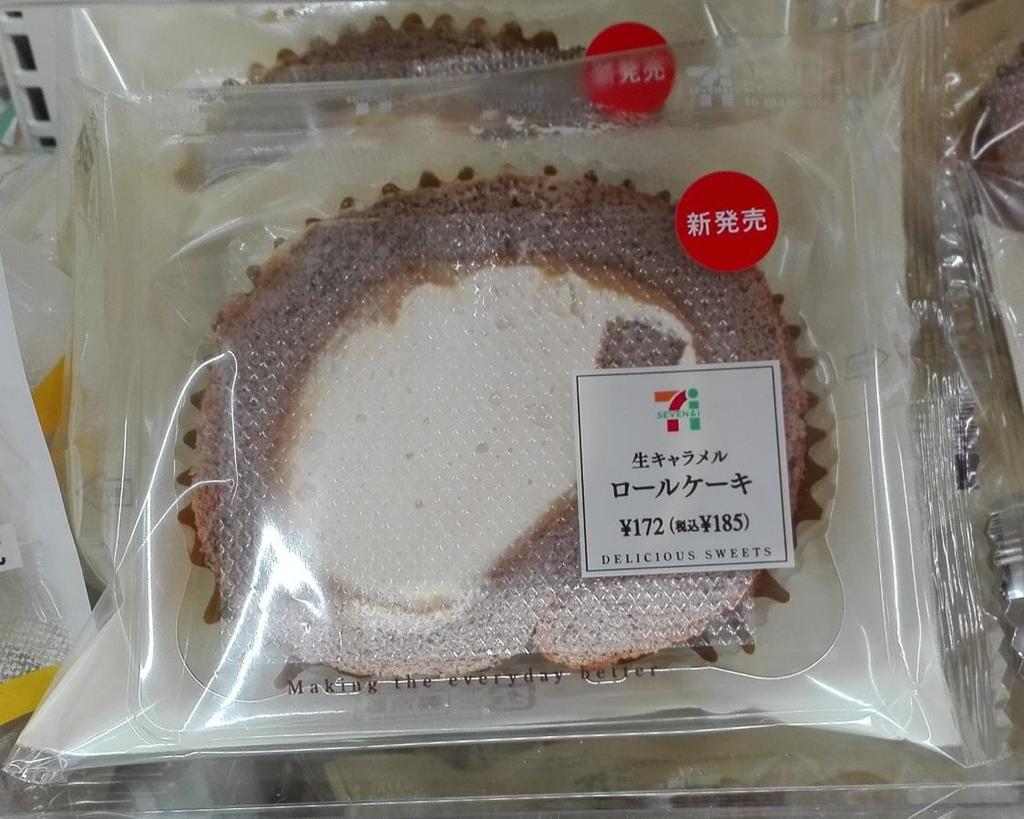 新発売
happy
新発売
SEVEN&i
生キャラメル
ロールケーキ
¥172 (税込¥185)
DELICIOUS SWEETS
Making the everyday better